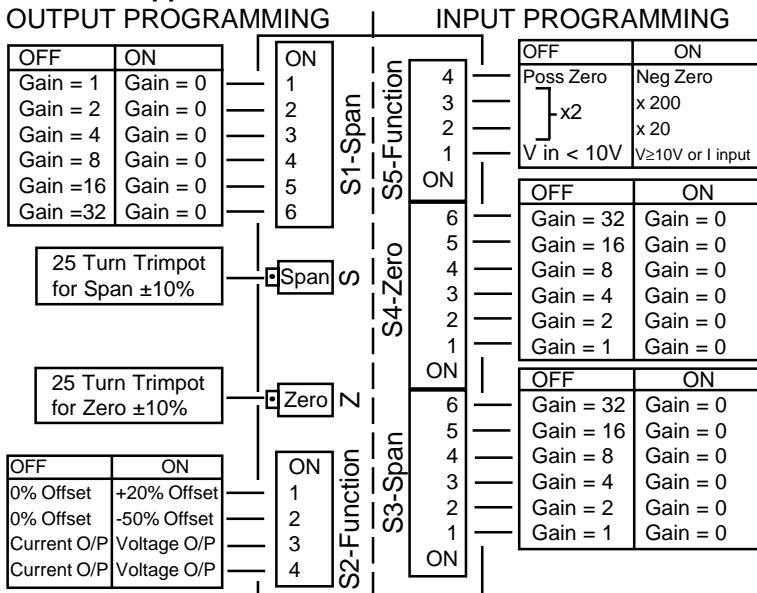 OUTPUT PROGRAMMING
OFF ON
Gain = 1 Gain = 0
Gain = 2 Gain = 0
Gain = 4 Gain = 0
Gain = 8 Gain = 0
Gain =16 Gain = 0
Gain =32 Gain = 0
ON
1
2
3
4
5
6
S1-Span
25 Turn Trimpot
for Span ±10%
Span
S
25 Turn Trimpot
for Zero ±10%
Zero
Z
OFF ON
0% Offset +20% Offset
0% Offset -50% Offset
Current O/P Voltage O/P
Current O/P Voltage O/P
ON
1
2
3
4
S2-Function
INPUT PROGRAMMING
S5-Function
4
3
2
1
ON
OFF ON
Poss Zero Neg Zero
x2
x 200
x 20
V in < 10V V≥10V or I input
S4-Zero
6
5
4
3
2
1
ON
OFF ON
Gain = 32 Gain = 0
Gain = 16 Gain = 0
Gain = 8 Gain = 0
Gain = 4 Gain = 0
Gain = 2 Gain = 0
Gain = 1 Gain = 0
S3-Span
6
5
4
3
2
1
ON
OFF ON
Gain = 32 Gain = 0
Gain = 16 Gain = 0
Gain = 8 Gain = 0
Gain = 4 Gain = 0
Gain = 2 Gain = 0
Gain = 1 Gain = 0